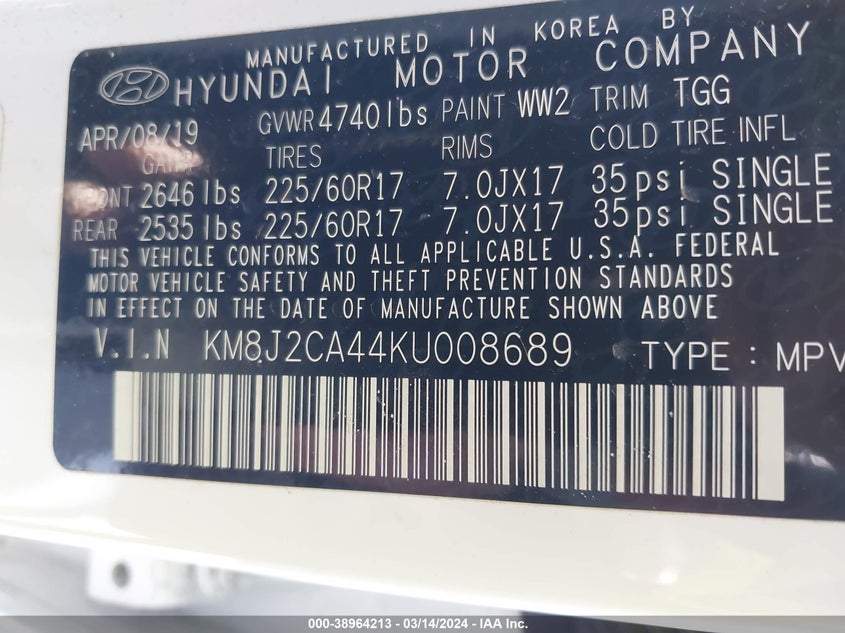 MANUFACTURED IN KOREA BY
HYUNDAI MOTOR COMPANY
APR/08/19 GVWR 4740 lbs PAINT WW2 TRIM TGG
TIRES RIMS COLD TIRE INFL
2646 lbs 225/60R17 7.0JX17 35psi SINGLE
REAR 2535 lbs 225/60R17 7.0JX17 35psi SINGLE
THIS VEHICLE CONFORMS TO ALL APPLICABLE U.S.A. FEDERAL
MOTOR VEHICLE SAFETY AND THEFT PREVENTION STANDARDS
IN EFFECT ON THE DATE OF MANUFACTURE SHOWN ABOVE
V.I.N KM8J2CA44KU008689 TYPE : MPV
000-38964213 - 03/14/2024 - IAA Inc.